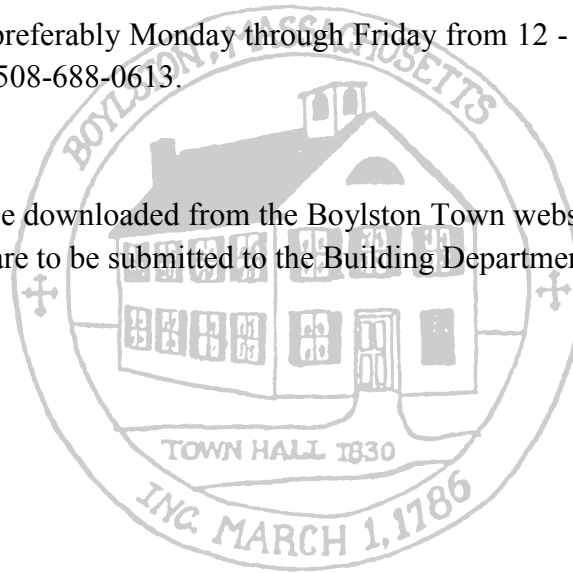 preferably Monday through Friday from 12 -
508-688-0613.
BOYLSTON, MASSACHUSETTS
be downloaded from the Boylston Town webs
are to be submitted to the Building Departmen
TOWN HALL 1830
INC. MARCH 1, 1786